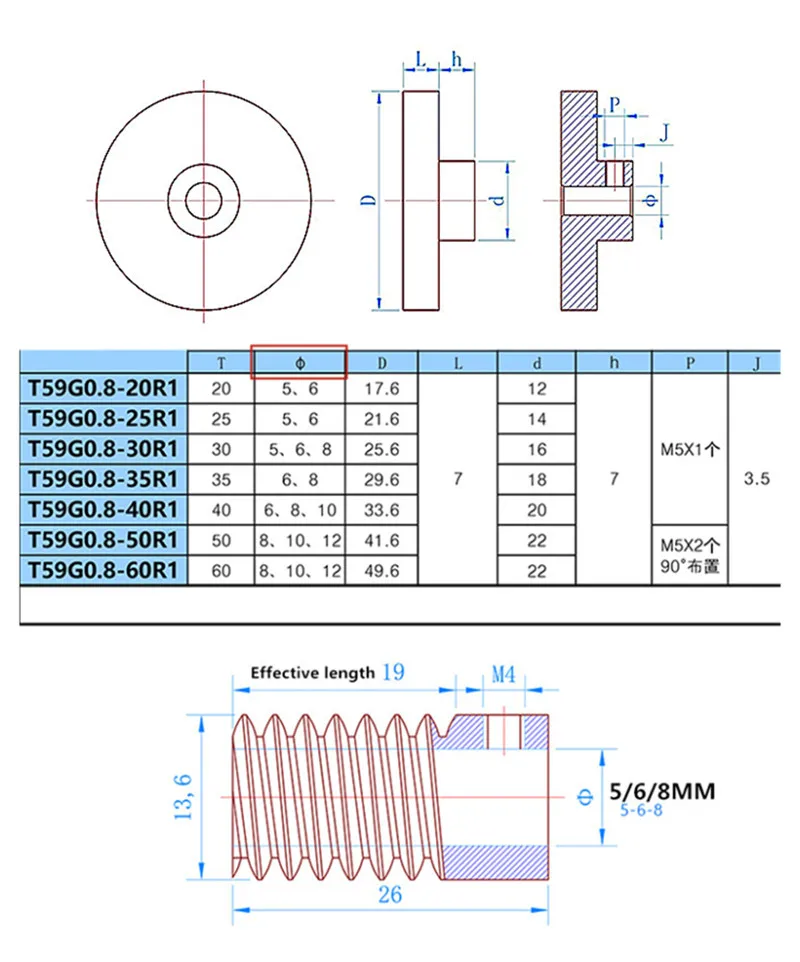 L h
P
J
D
d
Φ
T Φ D L d h P J
T59G0.8-20R1 20 5、6 17.6 12
T59G0.8-25R1 25 5、6 21.6 14
T59G0.8-30R1 30 5、6、8 25.6 16 M5X1个
T59G0.8-35R1 35 6、8 29.6 7 18 7 3.5
T59G0.8-40R1 40 6、8、10 33.6 20
T59G0.8-50R1 50 8、10、12 41.6 22 M5X2个
T59G0.8-60R1 60 8、10、12 49.6 22 90°布置
Effective length 19 M4
13,6
Φ 5/6/8MM
5-6-8
26